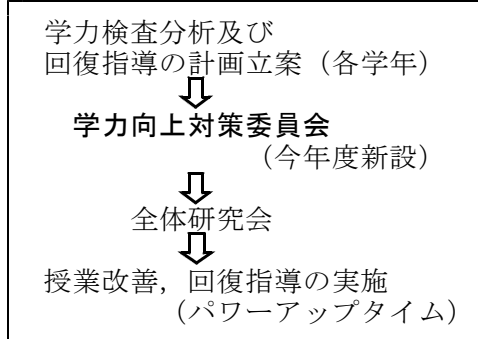 学力検査分析及び
回復指導の計画立案（各学年）
学力向上対策委員会
（今年度新設）
全体研究会
授業改善，回復指導の実施
（パワーアップタイム）